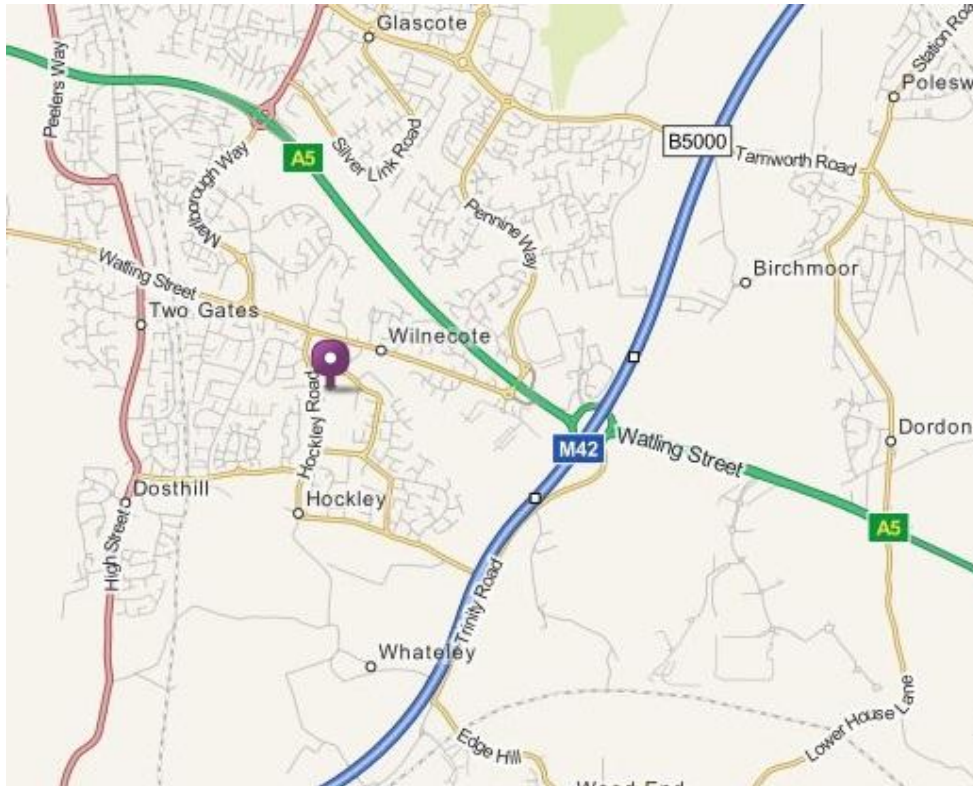 Glascote
Station Road
Peelers Way
Polesw
B5000
A5
Silver Link Road
Tamworth Road
Marlborough Way
Pennine Way
Watling Street
Birchmoor
Two Gates
Wilnecote
Hockley Road
Watling Street
Dordon
M42
Dosthill
Hockley
A5
High Street
Trinity Road
Whateley
Lower House Lane
Edge Hill
Wood End